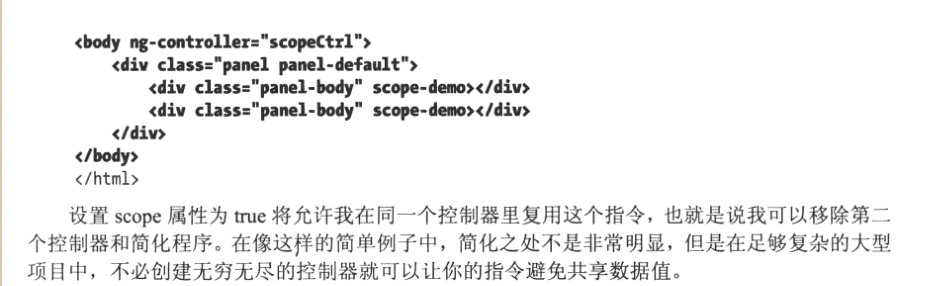 <body ng-controller="scopeCtrl">
    <div class="panel panel-default">
        <div class="panel-body" scope-demo></div>
        <div class="panel-body" scope-demo></div>
    </div>
</body>
</html>
设置 scope 属性为 true 将允许我在同一个控制器里复用这个指令，也就是说我可以移除第二
个控制器和简化程序。在像这样的简单例子中，简化之处不是非常明显，但是在足够复杂的大型
项目中，不必创建无穷无尽的控制器就可以让你的指令避免共享数据值。